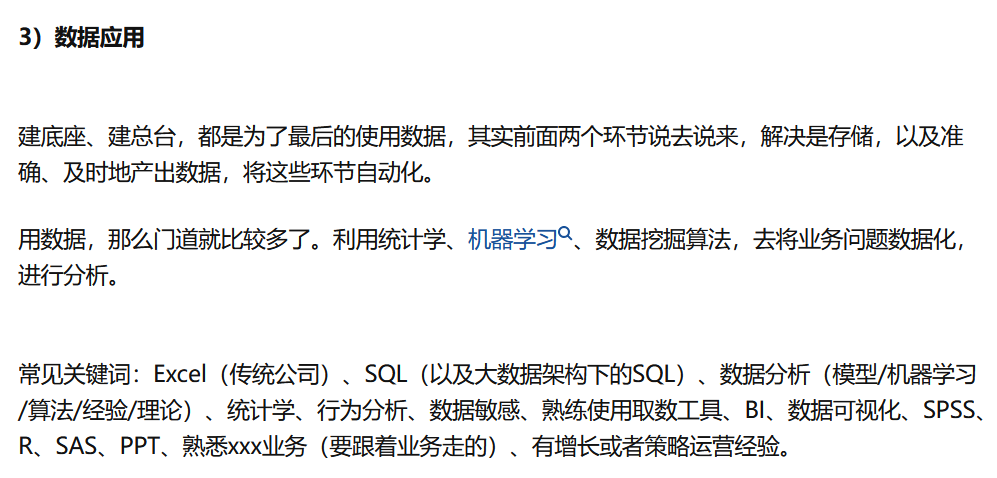 3）数据应用
建底座、建总台，都是为了最后的使用数据，其实前面两个环节说去说来，解决是存储，以及准
确、及时地产出数据，将这些环节自动化。
用数据，那么门道就比较多了。利用统计学、机器学习、数据挖掘算法，去将业务问题数据化，
进行分析。
常见关键词：Excel（传统公司）、SQL（以及大数据架构下的SQL）、数据分析（模型/机器学习
/算法/经验/理论）、统计学、行为分析、数据敏感、熟练使用取数工具、BI、数据可视化、SPSS、
R、SAS、PPT、熟悉xxx业务（要跟着业务走的）、有增长或者策略运营经验。